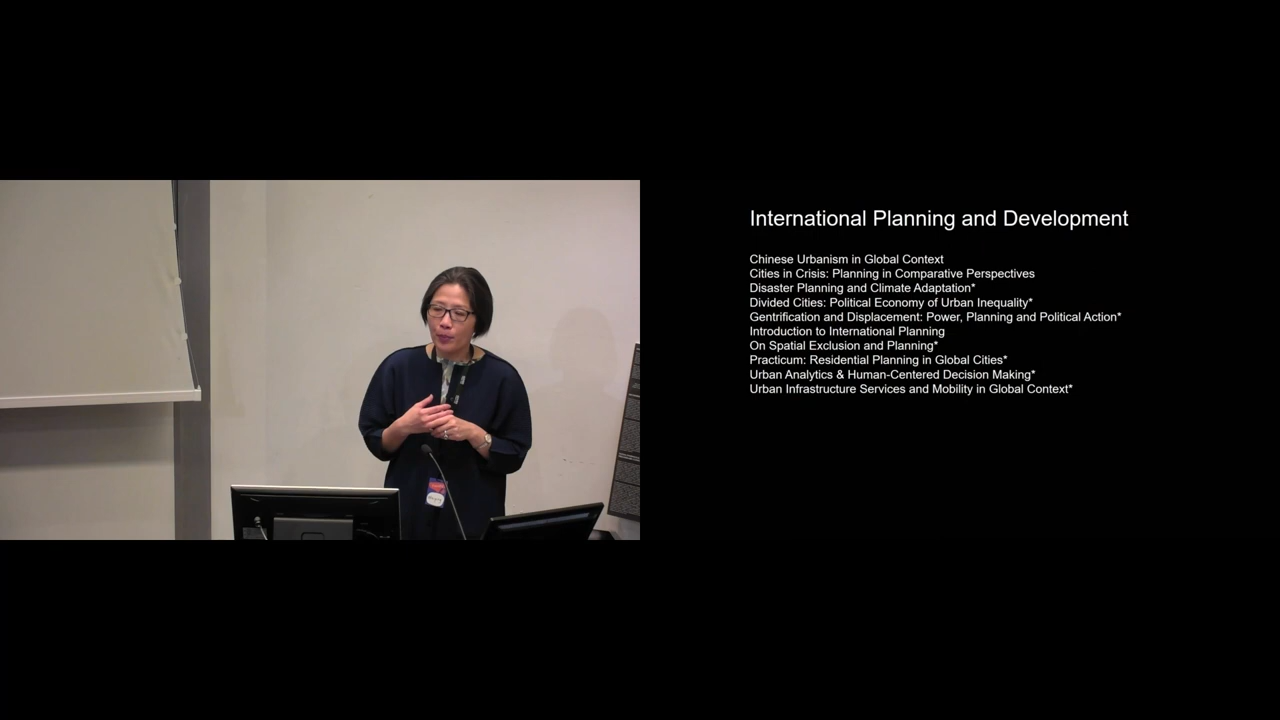 International Planning and Development
Chinese Urbanism in Global Context
Cities in Crisis: Planning in Comparative Perspectives
Disaster Planning and Climate Adaptation*
Divided Cities: Political Economy of Urban Inequality*
Gentrification and Displacement: Power, Planning and Political Action*
Introduction to International Planning
On Spatial Exclusion and Planning*
Practicum: Residential Planning in Global Cities*
Urban Analytics & Human-Centered Decision Making*
Urban Infrastructure Services and Mobility in Global Context*